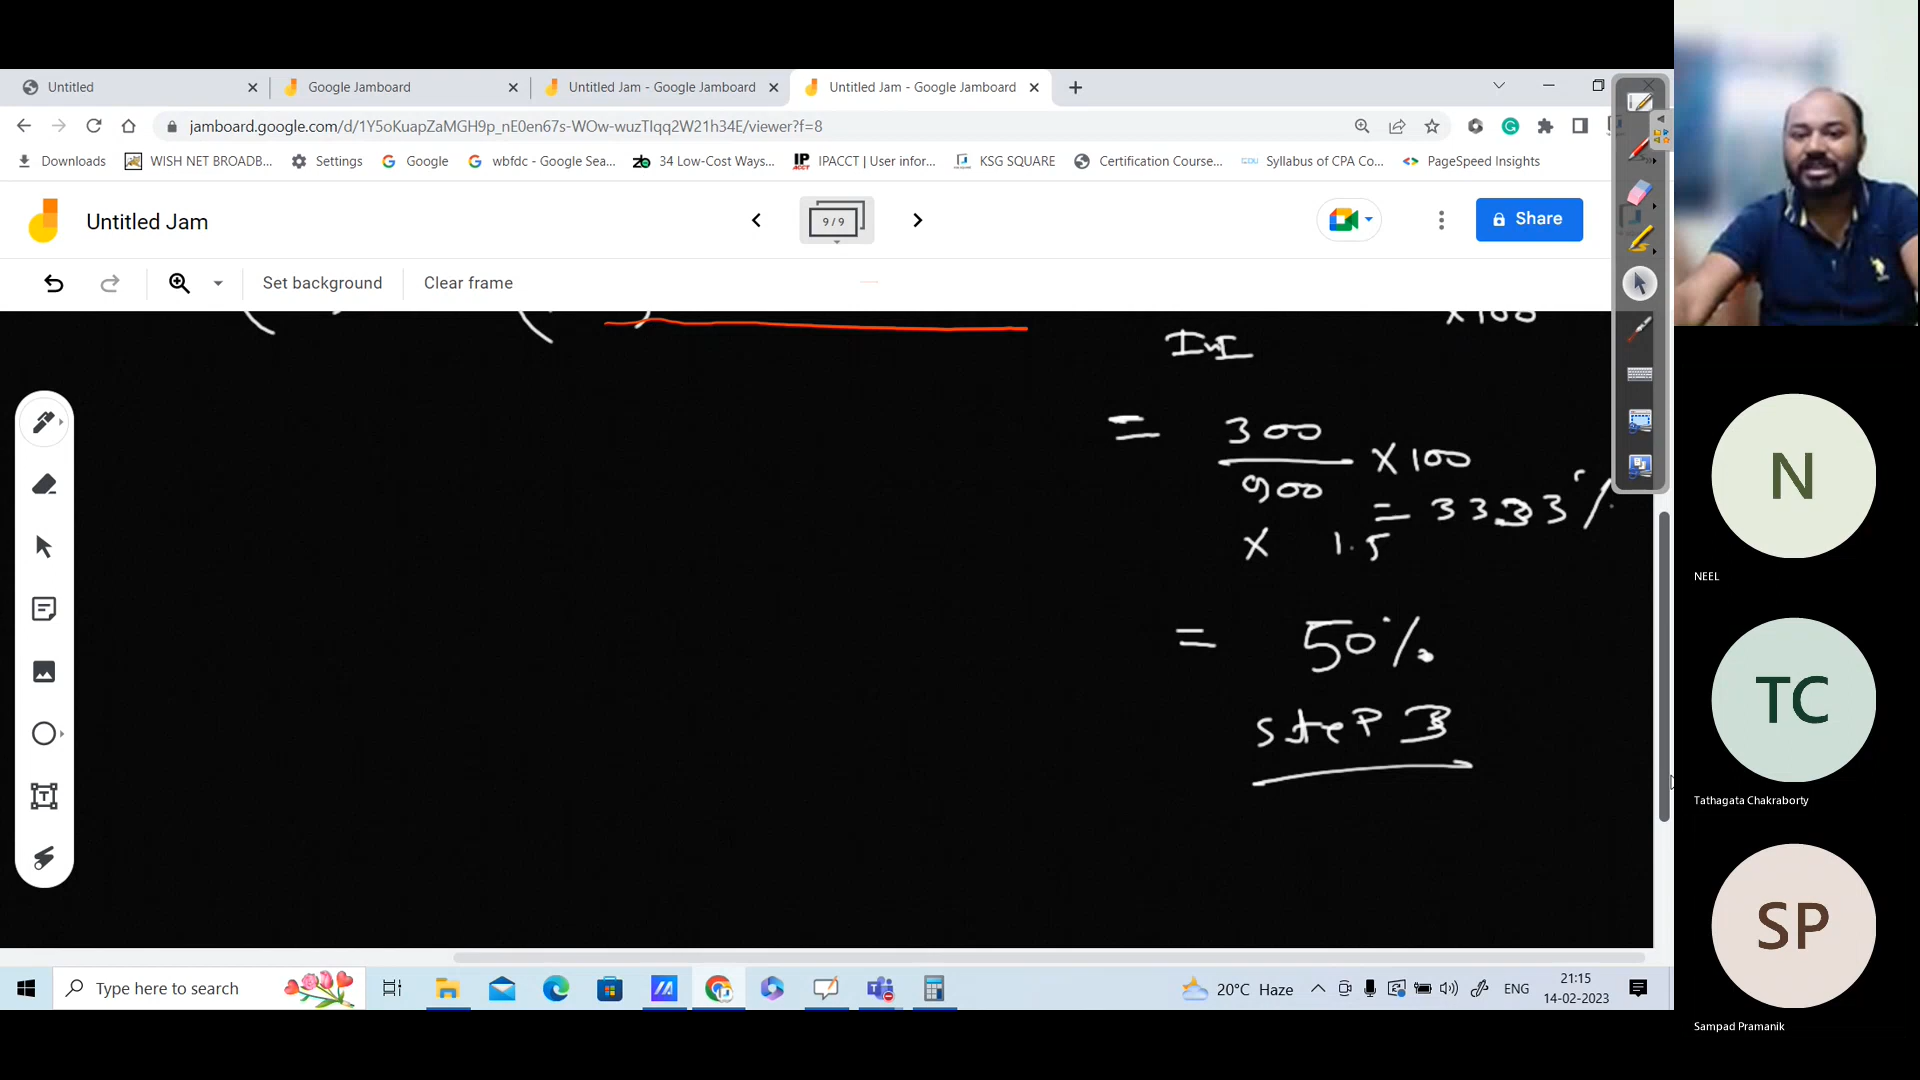 Untitled
Google Jamboard
Untitled Jam - Google Jamboard
Untitled Jam - Google Jamboard
jamboard.google.com/d/1Y5oKuapZaMGH9p_nE0en67s-WOw-wuzTIqq2W21h34E/viewer?f=8
Downloads
WISH NET BROADB...
Settings
Google
wbfdc - Google Sea...
34 Low-Cost Ways...
IPACCT | User infor...
KSG SQUARE
Certification Course...
Syllabus of CPA Co...
PageSpeed Insights
Untitled Jam
9 / 9
Share
Set background
Clear frame
x100
= 300
900
X 100
= 33.33%
X 1.5
= 50%
Step 3
N
NEEL
TC
Tathagata Chakraborty
SP
Sampad Pramanik
Type here to search
20°C Haze
ENG
21:15
14-02-2023